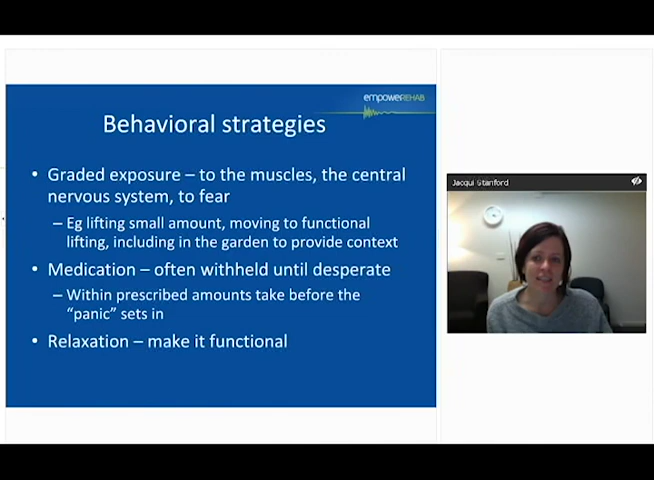 empowerREHAB
Behavioral strategies
• Graded exposure – to the muscles, the central
nervous system, to fear
– Eg lifting small amount, moving to functional
lifting, including in the garden to provide context
• Medication – often withheld until desperate
– Within prescribed amounts take before the
"panic" sets in
• Relaxation – make it functional
Jacqui Stanford